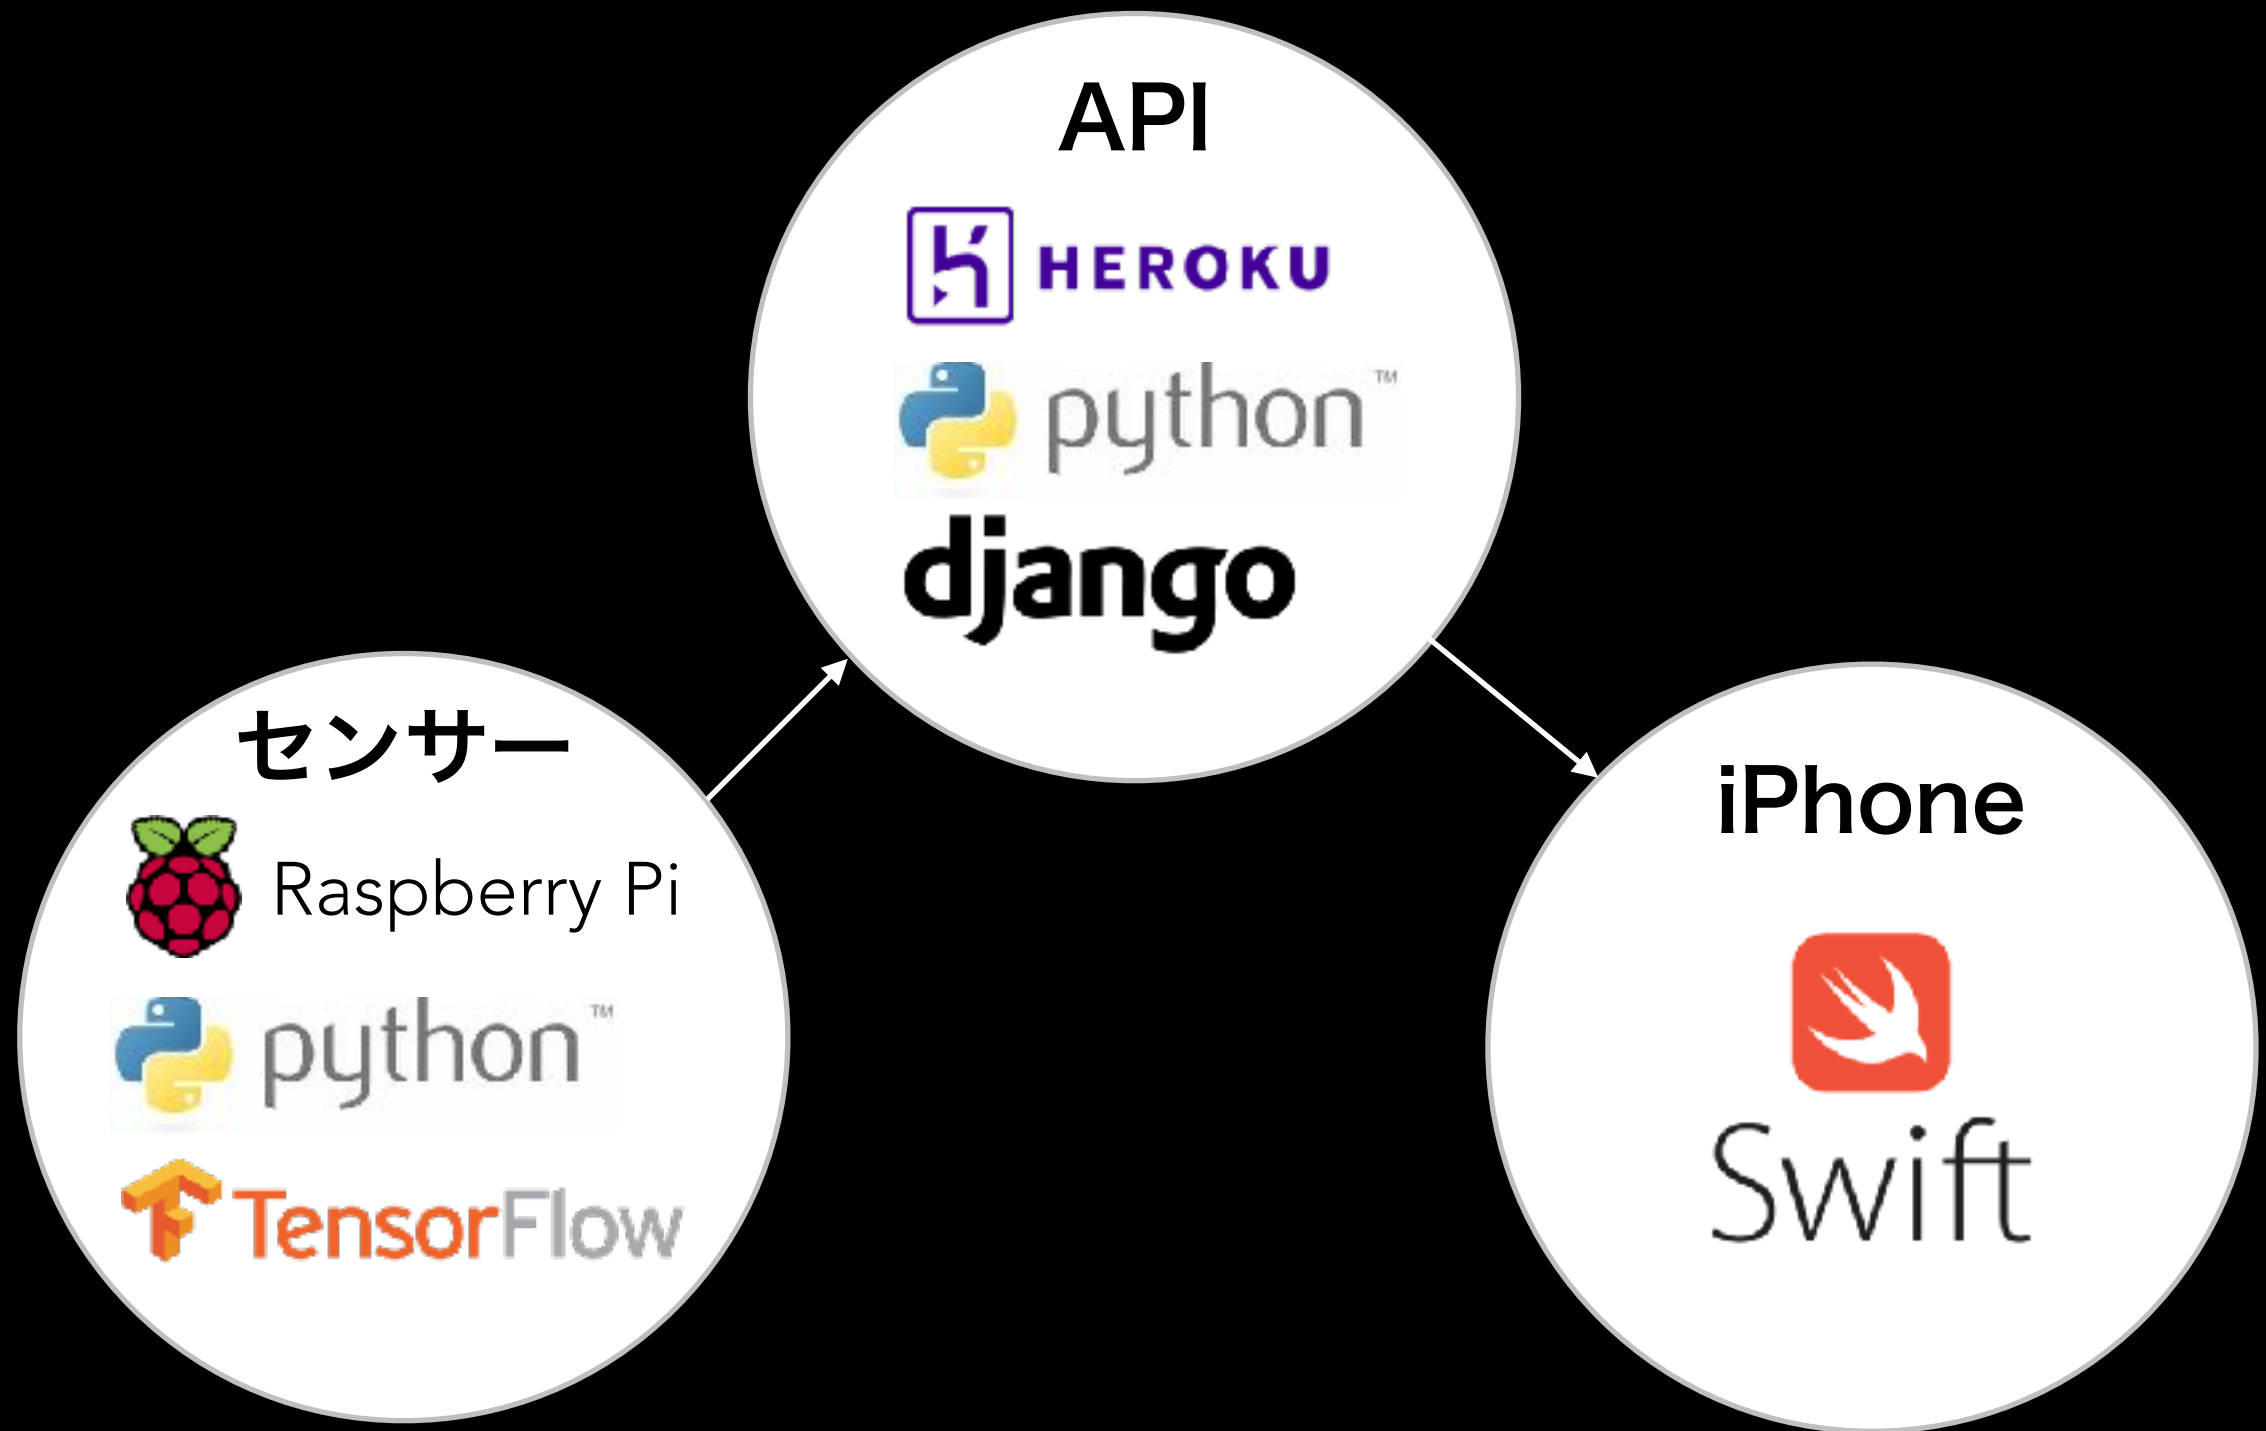 API
HEROKU
python™
django
センサー
Raspberry Pi
python™
TensorFlow
iPhone
Swift